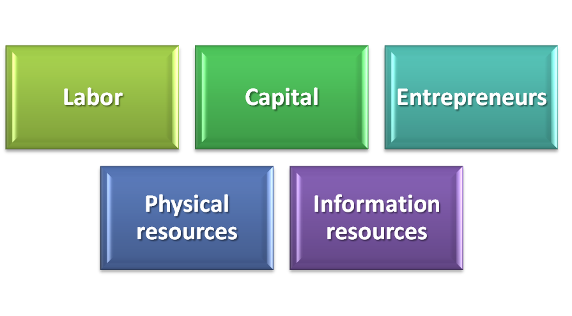 Labor
Capital
Entrepreneurs
Physical
resources
Information
resources